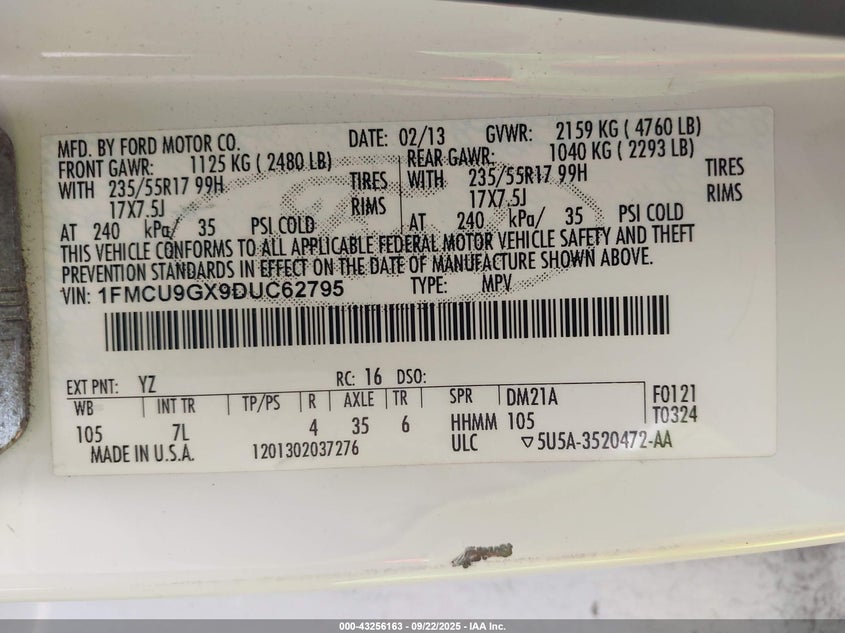 MFD. BY FORD MOTOR CO. DATE: 02/13 GVWR: 2159 KG ( 4760 LB)
FRONT GAWR: 1125 KG ( 2480 LB) REAR GAWR: 1040 KG ( 2293 LB)
WITH 235/55R17 99H TIRES WITH 235/55R17 99H TIRES
17X7.5J RIMS 17X7.5J RIMS
AT 240 kPa/ 35 PSI COLD AT 240 kPa/ 35 PSI COLD
THIS VEHICLE CONFORMS TO ALL APPLICABLE FEDERAL MOTOR VEHICLE SAFETY AND THEFT
PREVENTION STANDARDS IN EFFECT ON THE DATE OF MANUFACTURE SHOWN ABOVE.
VIN: 1FMCU9GX9DUC62795 TYPE: MPV
EXT PNT: YZ RC: 16 DSO:
WB INT TR TP/PS R AXLE TR SPR DM21A F0121
105 7L 4 35 6 HHMM 105 T0324
MADE IN U.S.A. 1201302037276 ULC ▽5U5A-3520472-AA
000-43256163 - 09/22/2025 - IAA Inc.